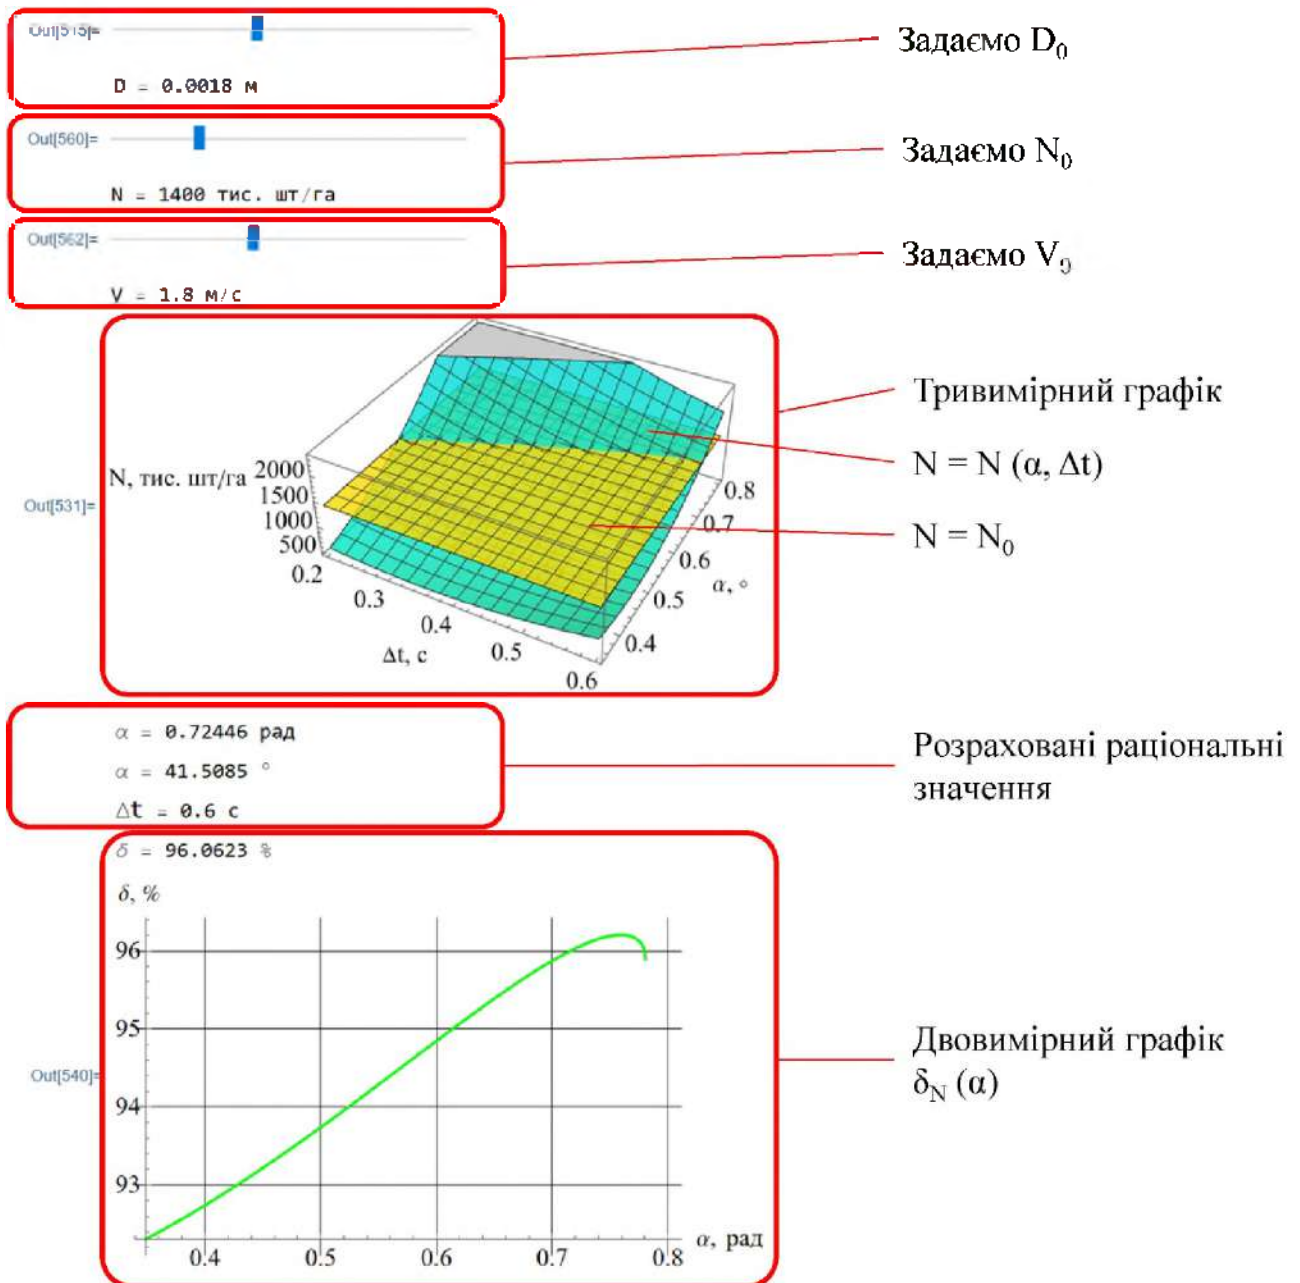 Out[515]=
D = 0.0018 м
Задаємо D₀
Out[560]=
N = 1400 тис. шт/га
Задаємо N₀
Out[562]=
V = 1.8 м/с
Задаємо V₀
Out[531]=
N, тис. шт/га
2000
1500
1000
500
0.2
0.3
0.4
0.5
0.6
Δt, с
0.4
0.5
0.6
0.7
0.8
α, °
Тривимірний графік
N = N (α, Δt)
N = N₀
α = 0.72446 рад
α = 41.5085 °
Δt = 0.6 с
Розраховані раціональні
значення
δ = 96.0623 %
δ, %
96
95
94
93
Out[540]=
0.4
0.5
0.6
0.7
0.8
α, рад
Двовимірний графік
δ_N (α)